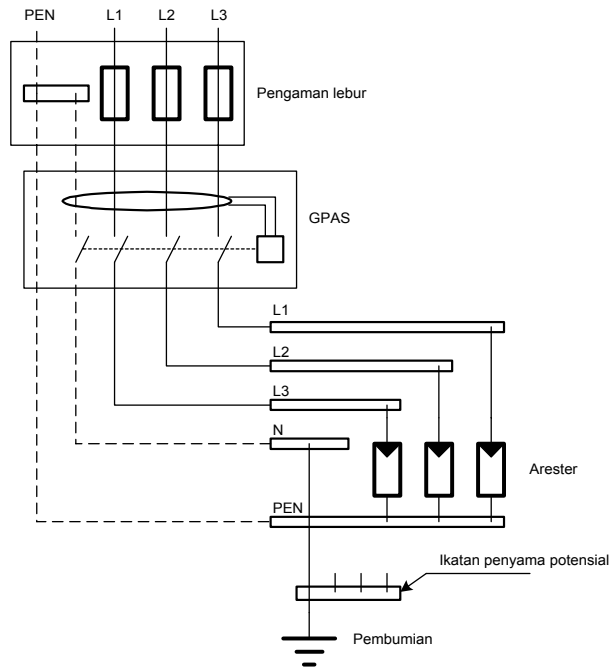 PEN L1 L2 L3
Pengaman lebur
GPAS
L1
L2
L3
N
Arester
PEN
Ikatan penyama potensial
Pembumian